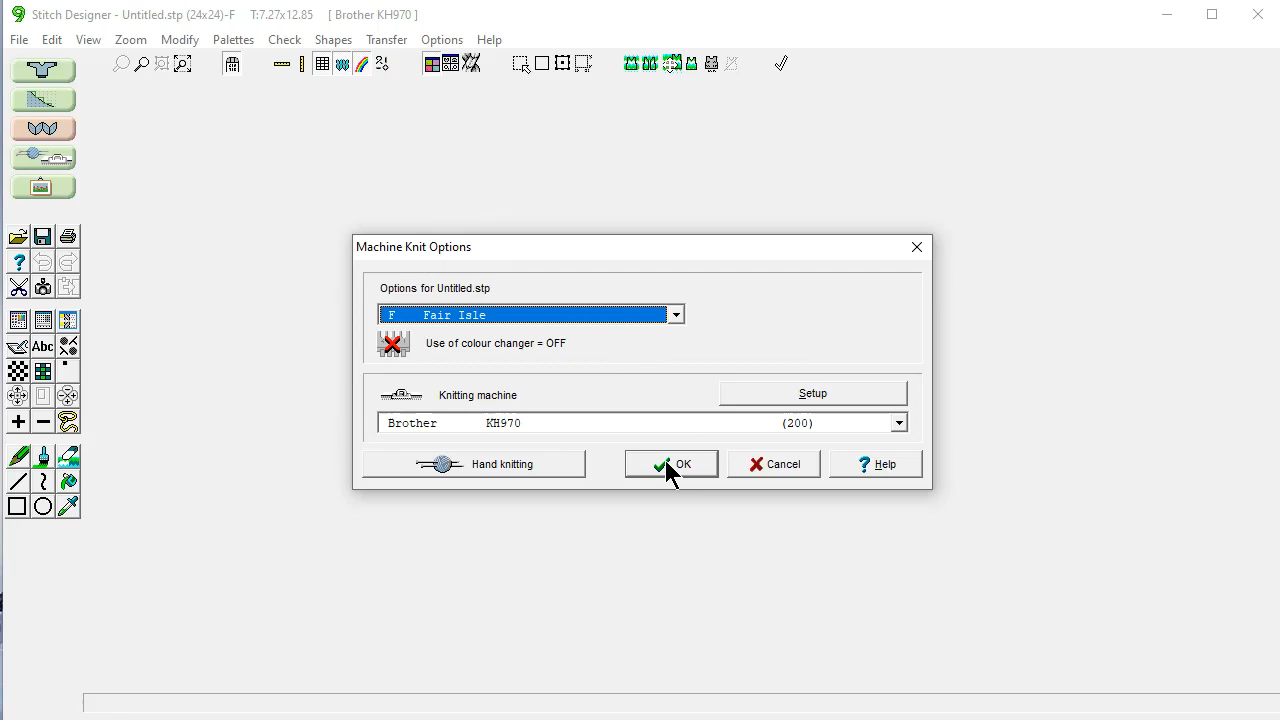 Stitch Designer - Untitled.stp (24x24)-F T:7.27x12.85 [ Brother KH970 ]
File Edit View Zoom Modify Palettes Check Shapes Transfer Options Help
Machine Knit Options
Options for Untitled.stp
F Fair Isle
Use of colour changer = OFF
Knitting machine Setup
Brother KH970 (200)
Hand knitting OK Cancel ? Help
Abc